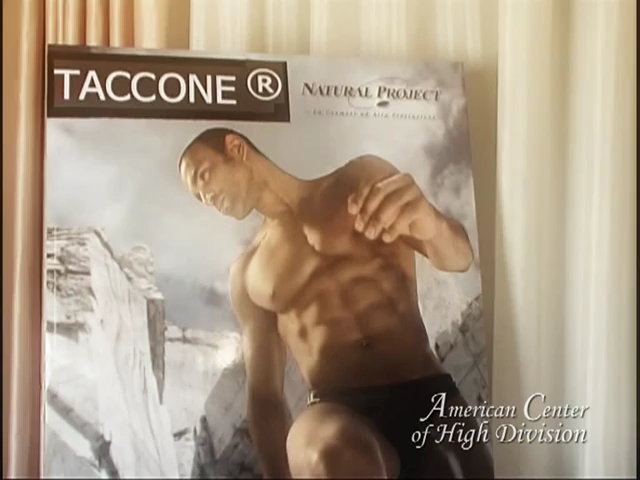 TACCONE ®
NATURAL PROJECT
American Center
of High Division